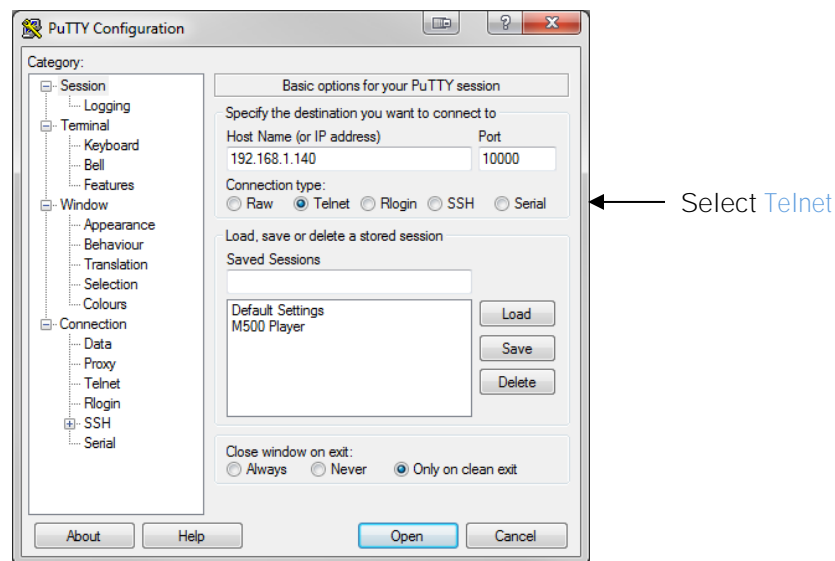 PuTTY Configuration
Category:
Session
Logging
Terminal
Keyboard
Bell
Features
Window
Appearance
Behaviour
Translation
Selection
Colours
Connection
Data
Proxy
Telnet
Rlogin
SSH
Serial
Basic options for your PuTTY session
Specify the destination you want to connect to
Host Name (or IP address) Port
192.168.1.140 10000
Connection type:
Raw Telnet Rlogin SSH Serial
Load, save or delete a stored session
Saved Sessions
Default Settings
M500 Player
Load
Save
Delete
Close window on exit:
Always Never Only on clean exit
About Help Open Cancel
Select Telnet